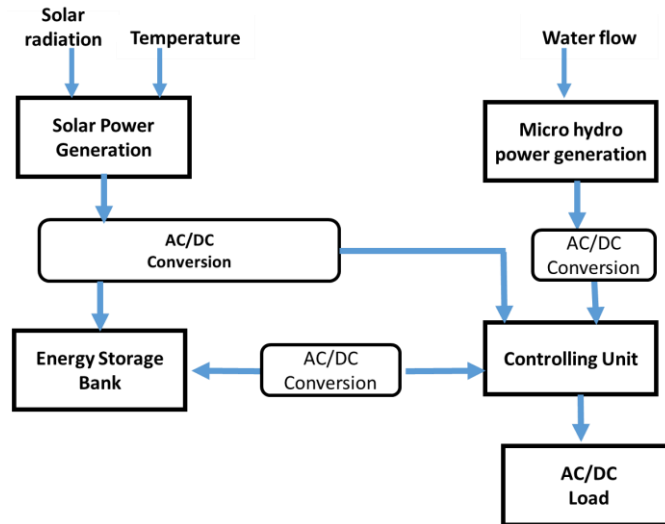 Solar
radiation
Temperature
Water flow
Solar Power
Generation
Micro hydro
power generation
AC/DC
Conversion
AC/DC
Conversion
Energy Storage
Bank
AC/DC
Conversion
Controlling Unit
AC/DC
Load